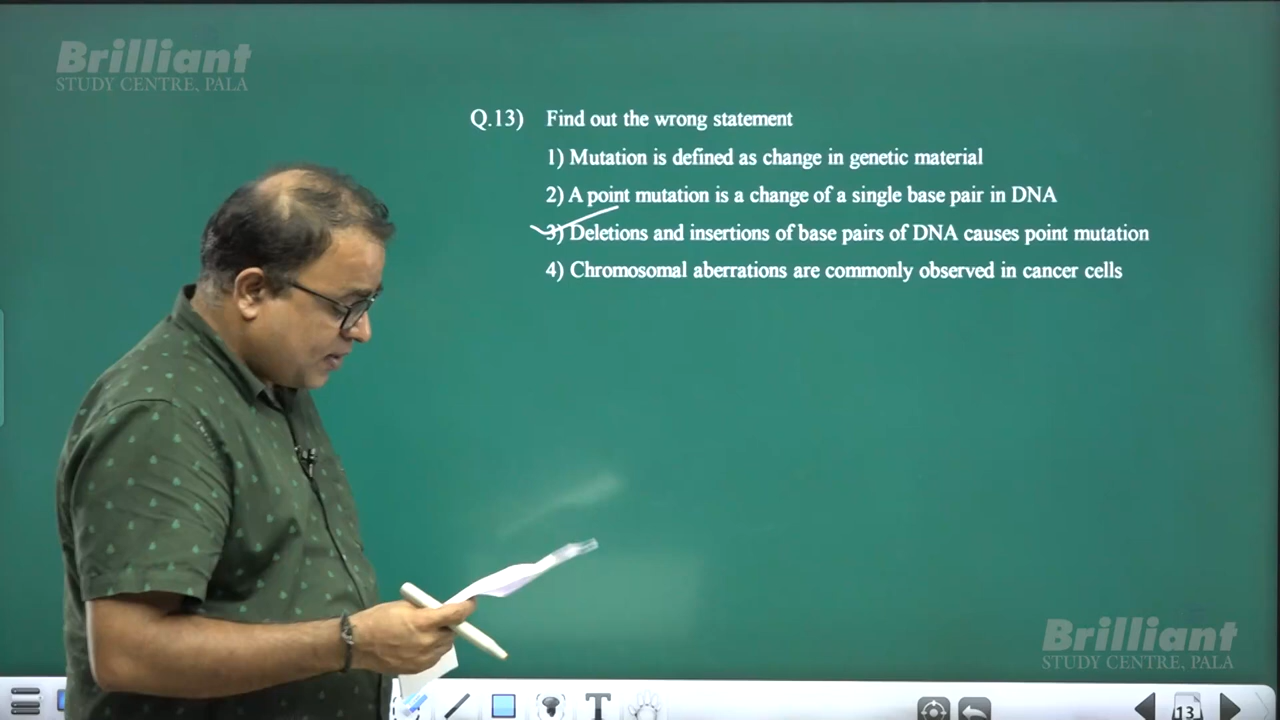 Brilliant
STUDY CENTRE, PALA
Q.13) Find out the wrong statement
1) Mutation is defined as change in genetic material
2) A point mutation is a change of a single base pair in DNA
3) Deletions and insertions of base pairs of DNA causes point mutation
4) Chromosomal aberrations are commonly observed in cancer cells
Brilliant
STUDY CENTRE, PALA
T
13